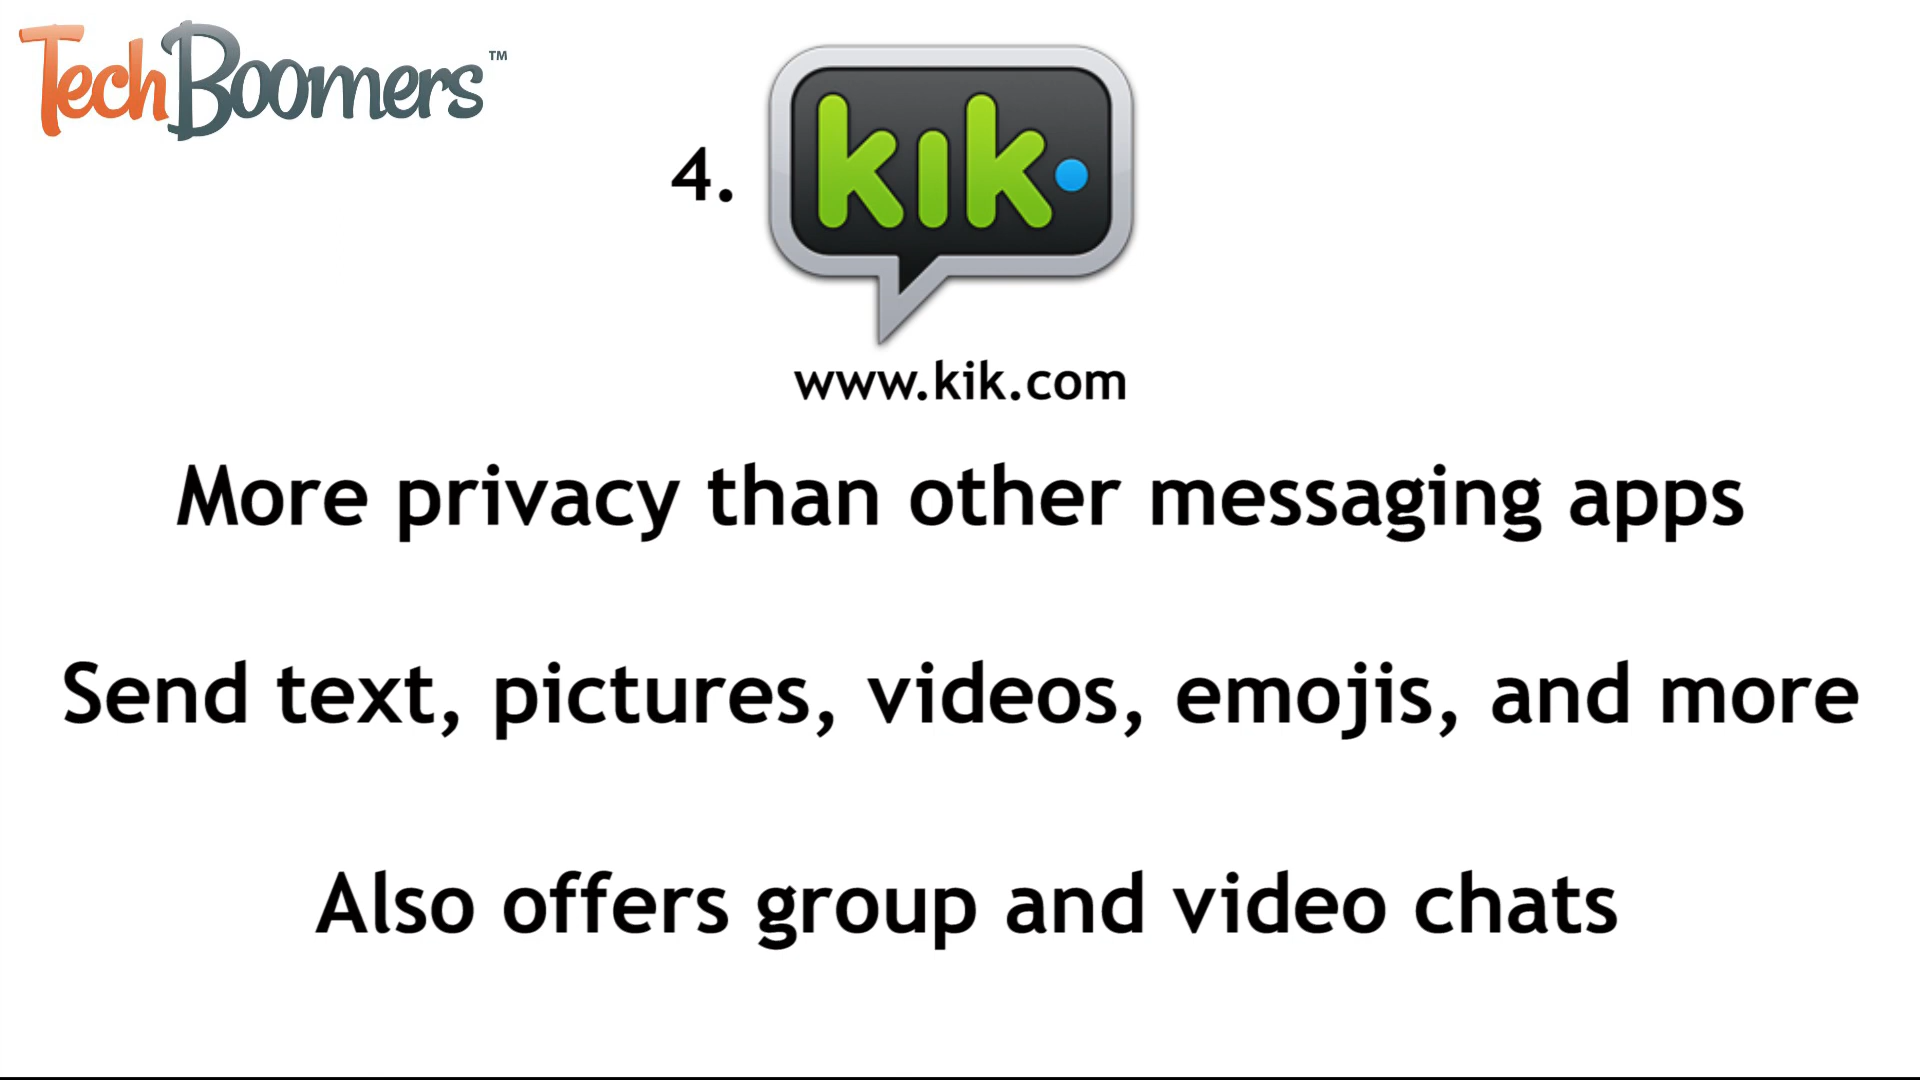 TechBoomers™
4.
kik
www.kik.com
More privacy than other messaging apps
Send text, pictures, videos, emojis, and more
Also offers group and video chats